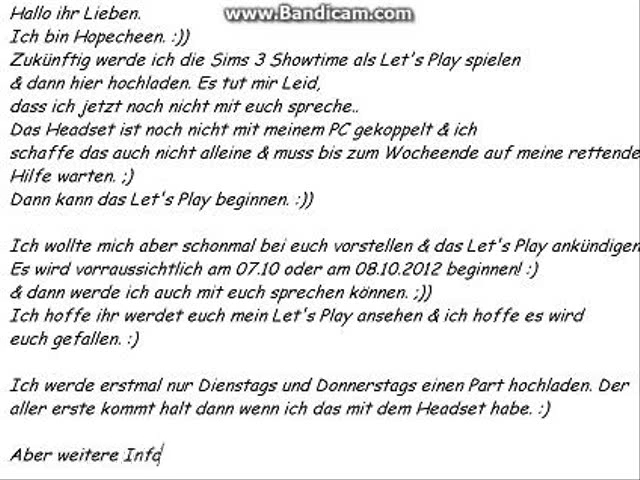 www.Bandicam.com
Hallo ihr Lieben.
Ich bin Hopecheen. :))
Zukünftig werde ich die Sims 3 Showtime als Let's Play spielen
& dann hier hochladen. Es tut mir Leid,
dass ich jetzt noch nicht mit euch spreche..
Das Headset ist noch nicht mit meinem PC gekoppelt & ich
schaffe das auch nicht alleine & muss bis zum Wocheende auf meine rettende
Hilfe warten. ;)
Dann kann das Let's Play beginnen. :))
Ich wollte mich aber schonmal bei euch vorstellen & das Let's Play ankündigen
Es wird vorraussichtlich am 07.10 oder am 08.10.2012 beginnen! :)
& dann werde ich auch mit euch sprechen können. ;))
Ich hoffe ihr werdet euch mein Let's Play ansehen & ich hoffe es wird
euch gefallen. :)
Ich werde erstmal nur Dienstags und Donnerstags einen Part hochladen. Der
aller erste kommt halt dann wenn ich das mit dem Headset habe. :)
Aber weitere Info